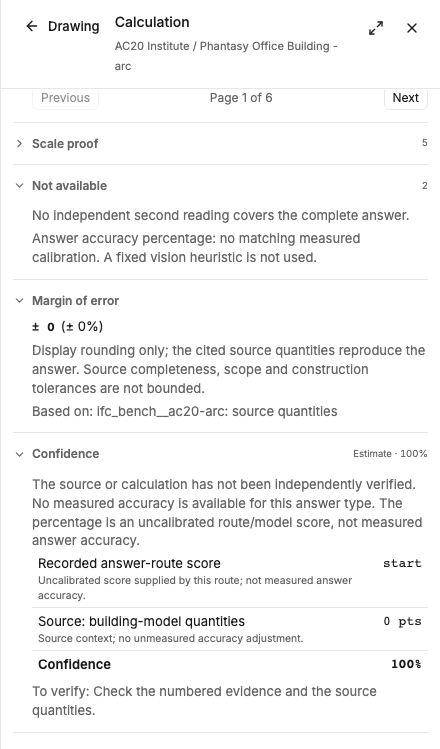 Drawing
Calculation
AC20 Institute / Phantasy Office Building -
arc
Previous
Page 1 of 6
Next
Scale proof
5
Not available
2
No independent second reading covers the complete answer.
Answer accuracy percentage: no matching measured
calibration. A fixed vision heuristic is not used.
Margin of error
± 0 (± 0%)
Display rounding only; the cited source quantities reproduce the
answer. Source completeness, scope and construction
tolerances are not bounded.
Based on: ifc_bench__ac20-arc: source quantities
Confidence
Estimate · 100%
The source or calculation has not been independently verified.
No measured accuracy is available for this answer type. The
percentage is an uncalibrated route/model score, not measured
answer accuracy.
Recorded answer-route score
start
Uncalibrated score supplied by this route; not measured answer
accuracy.
Source: building-model quantities
0 pts
Source context; no unmeasured accuracy adjustment.
Confidence
100%
To verify: Check the numbered evidence and the source
quantities.